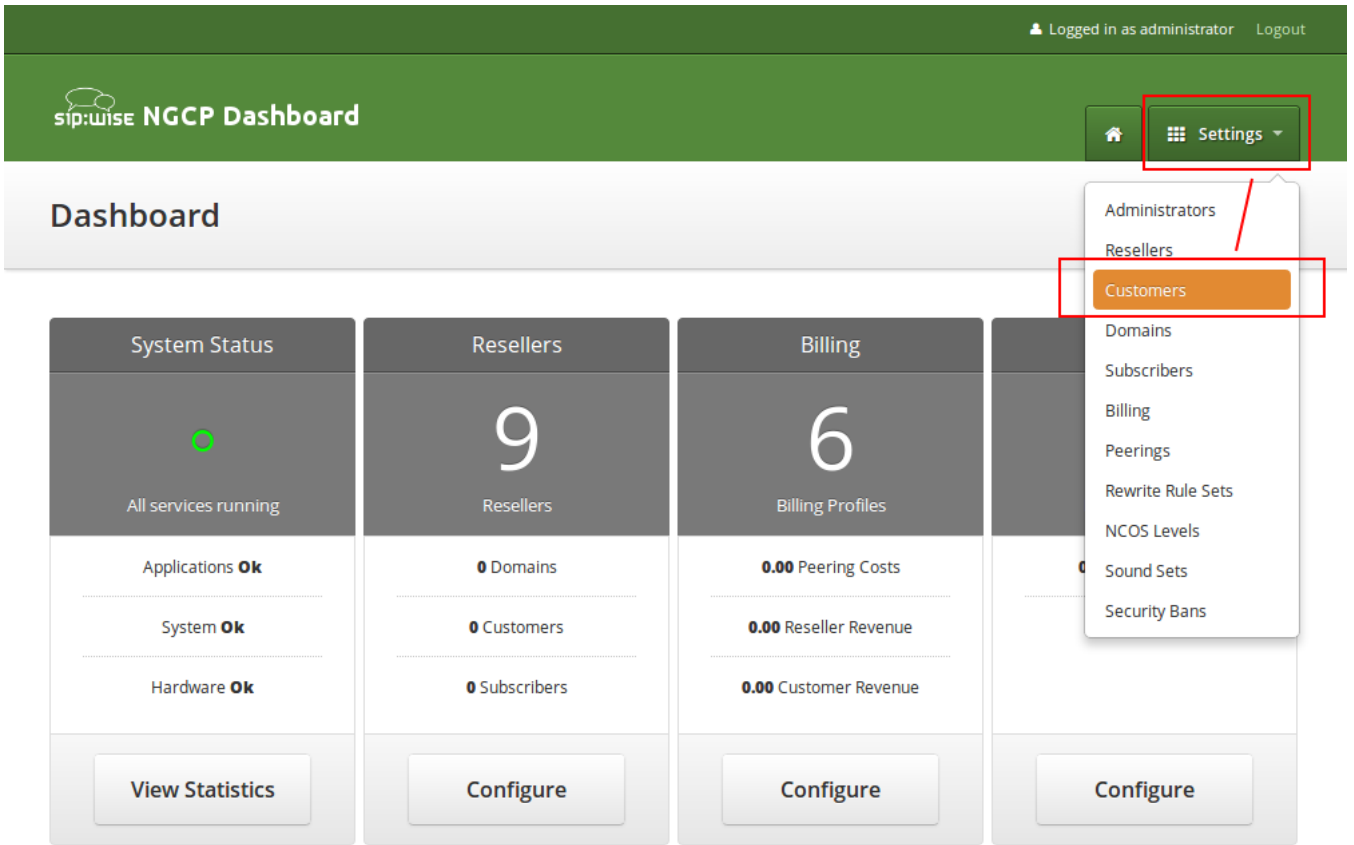 Logged in as administrator Logout
sip:wise NGCP Dashboard
Settings
Dashboard
Administrators
Resellers
Customers
Domains
Subscribers
Billing
Peerings
Rewrite Rule Sets
NCOS Levels
Sound Sets
Security Bans
System Status
All services running
Applications Ok
System Ok
Hardware Ok
View Statistics
Resellers
9
Resellers
0 Domains
0 Customers
0 Subscribers
Configure
Billing
6
Billing Profiles
0.00 Peering Costs
0.00 Reseller Revenue
0.00 Customer Revenue
Configure
Configure